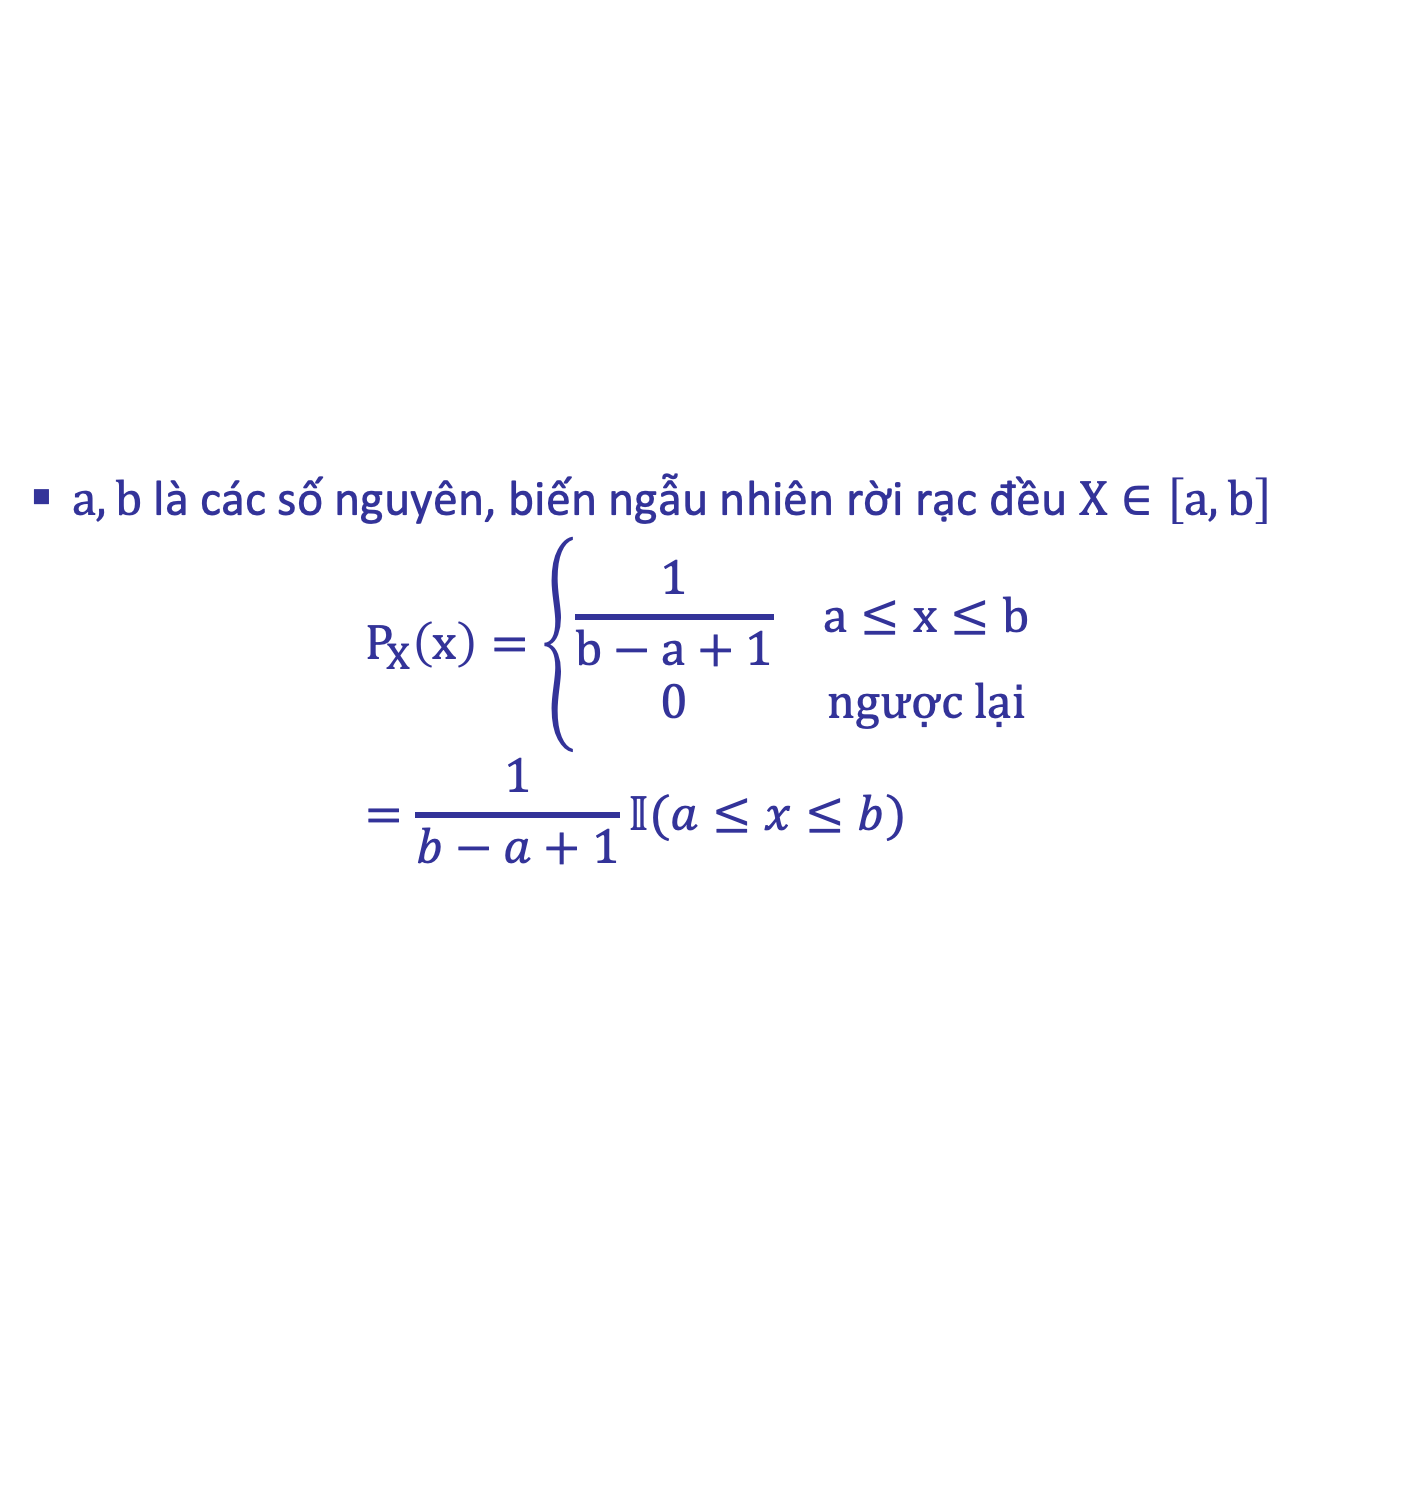 ▪ a, b là các số nguyên, biến ngẫu nhiên rời rạc đều X ∈ [a, b]
P_X(x) = { 1/(b − a + 1)   a ≤ x ≤ b
0   ngược lại
= 1/(b − a + 1) 𝕀(a ≤ x ≤ b)